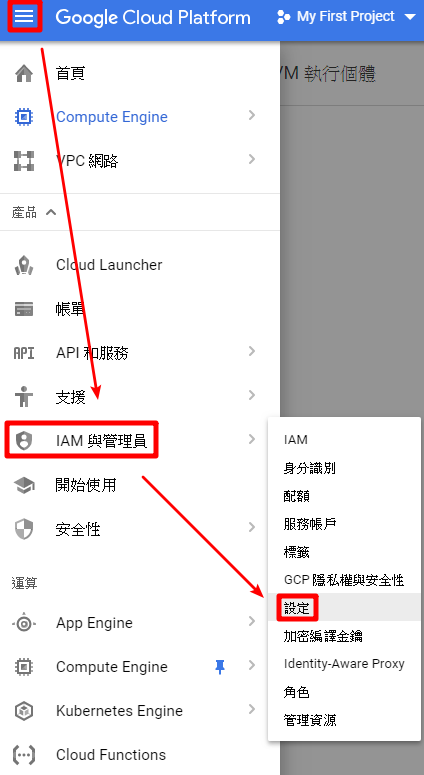 Google Cloud Platform
My First Project
VM 執行個體
首頁
Compute Engine
VPC 網路
產品
Cloud Launcher
帳單
API 和服務
支援
IAM 與管理員
開始使用
安全性
運算
App Engine
Compute Engine
Kubernetes Engine
Cloud Functions
IAM
身分識別
配額
服務帳戶
標籤
GCP 隱私權與安全性
設定
加密編譯金鑰
Identity-Aware Proxy
角色
管理資源